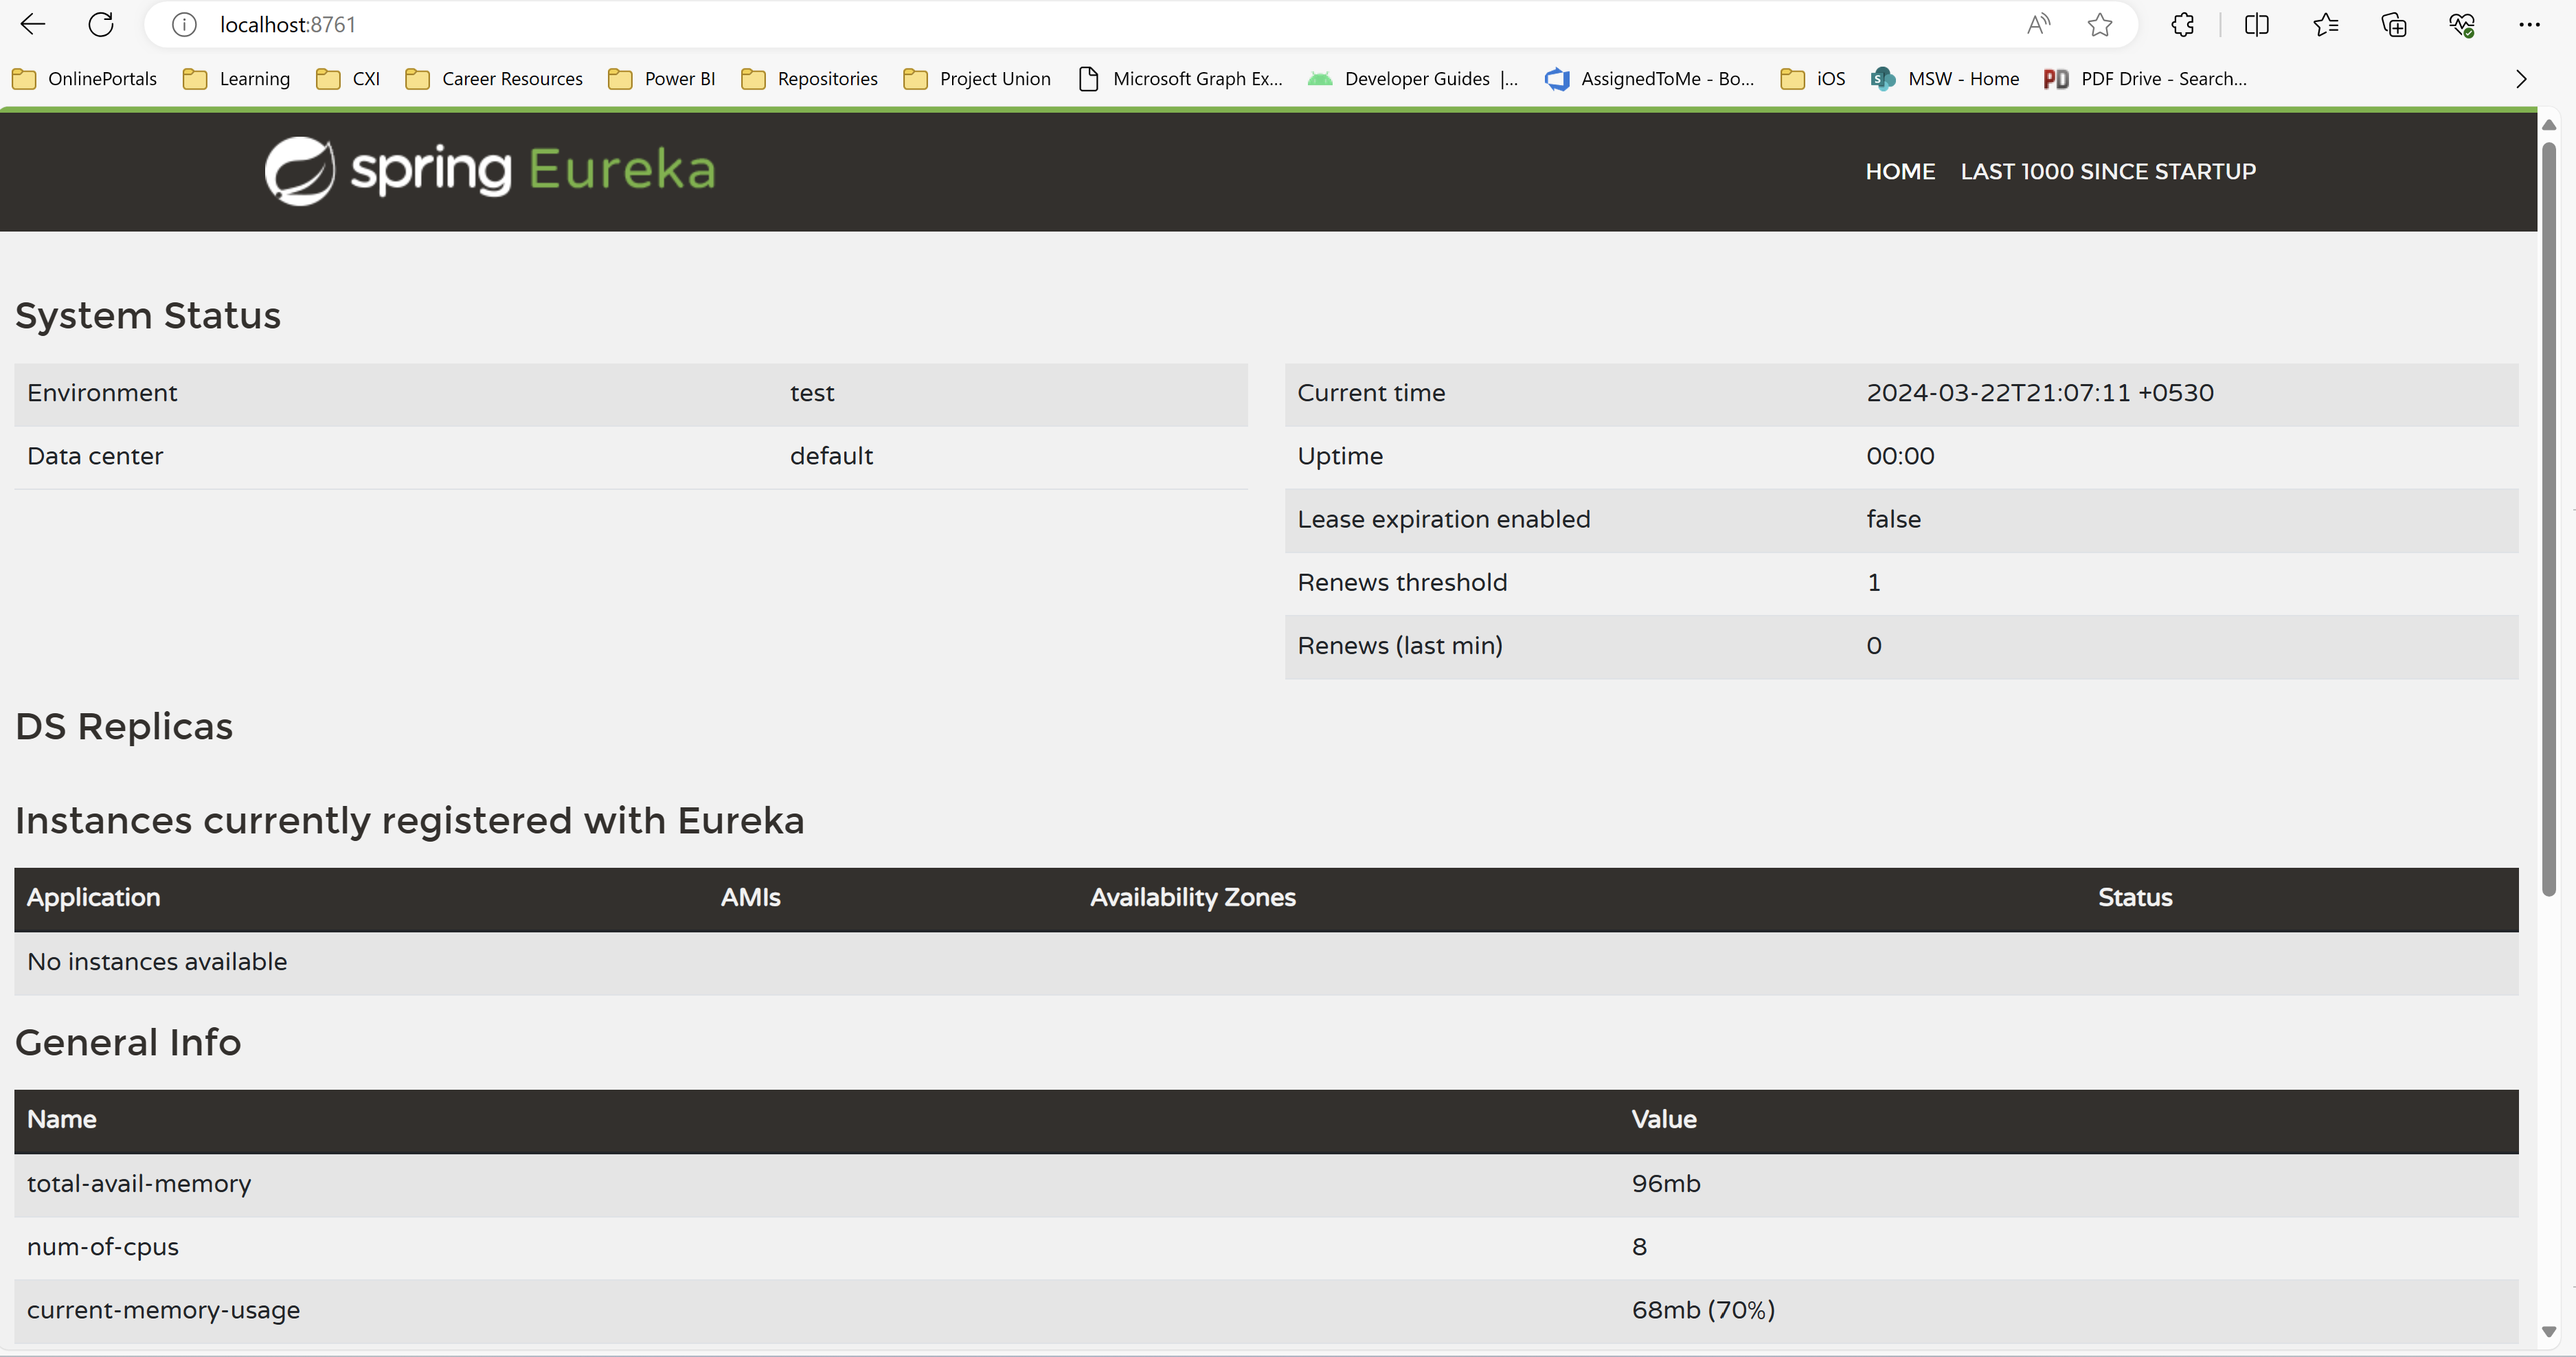 localhost:8761
OnlinePortals Learning CXI Career Resources Power BI Repositories Project Union Microsoft Graph Ex... Developer Guides |... AssignedToMe - Bo... iOS MSW - Home PD PDF Drive - Search...
spring Eureka HOME LAST 1000 SINCE STARTUP
System Status
Environment test
Data center default
Current time 2024-03-22T21:07:11 +0530
Uptime 00:00
Lease expiration enabled false
Renews threshold 1
Renews (last min) 0
DS Replicas
Instances currently registered with Eureka
Application AMIs Availability Zones Status
No instances available
General Info
Name Value
total-avail-memory 96mb
num-of-cpus 8
current-memory-usage 68mb (70%)